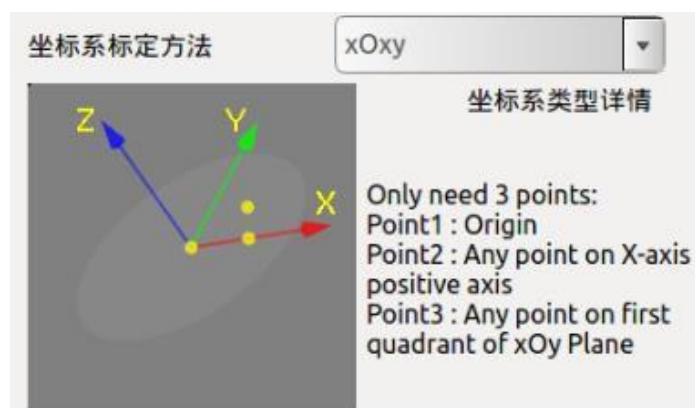 坐标系标定方法
xOxy
坐标系类型详情
Z
Y
X
Only need 3 points:
Point1 : Origin
Point2 : Any point on X-axis
positive axis
Point3 : Any point on first
quadrant of xOy Plane